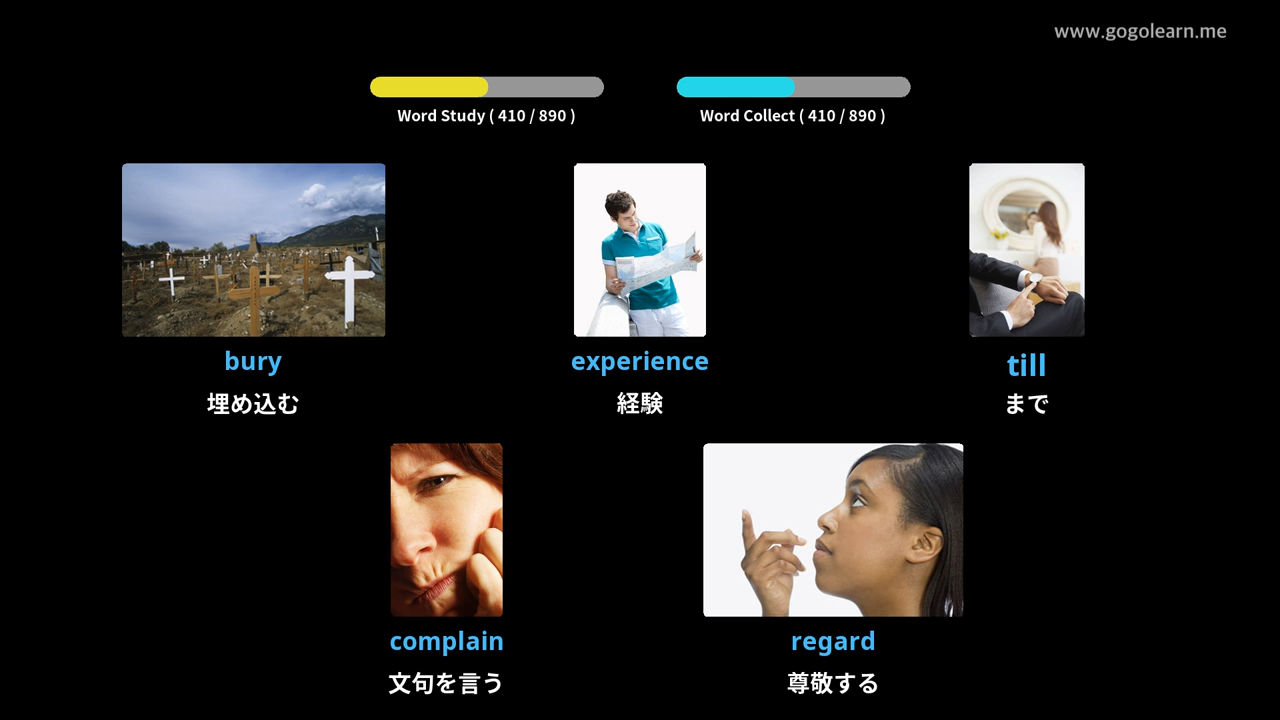 www.gogolearn.me
Word Study ( 410 / 890 )
Word Collect ( 410 / 890 )
bury
埋め込む
experience
経験
till
まで
complain
文句を言う
regard
尊敬する